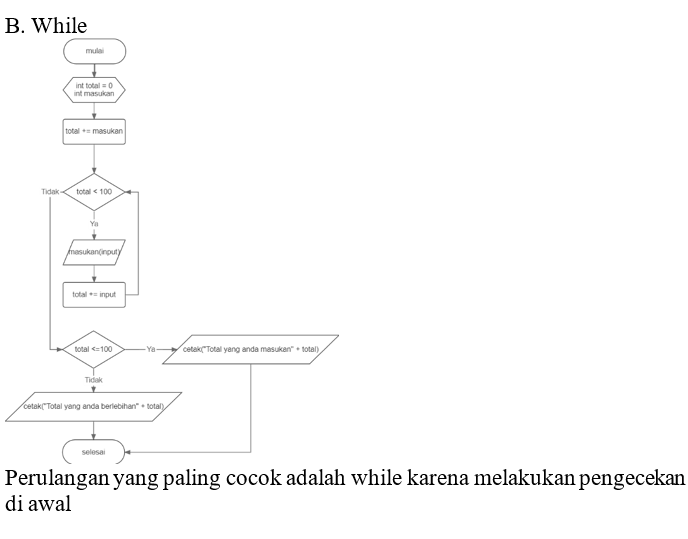 B. While
mulai
int total = 0
int masukan
total += masukan
Tidak
total < 100
Ya
masukan(input)
total += input
total <=100
Ya
cetak("Total yang anda masukan" + total)
Tidak
cetak("Total yang anda berlebihan" + total)
selesai
Perulangan yang paling cocok adalah while karena melakukan pengecekan
di awal